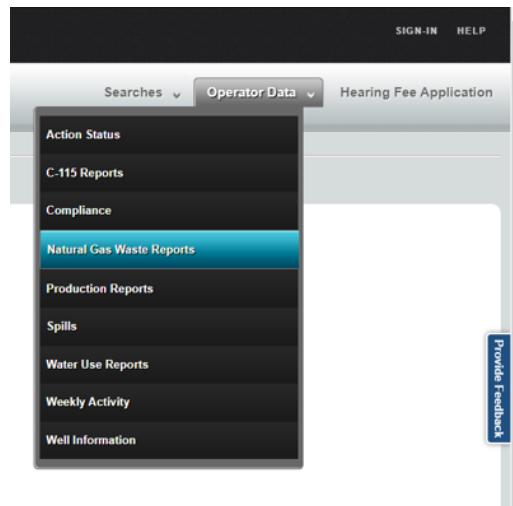 SIGN-IN HELP
Searches Operator Data Hearing Fee Application
Action Status
C-115 Reports
Compliance
Natural Gas Waste Reports
Production Reports
Spills
Water Use Reports
Weekly Activity
Well Information
Provide Feedback